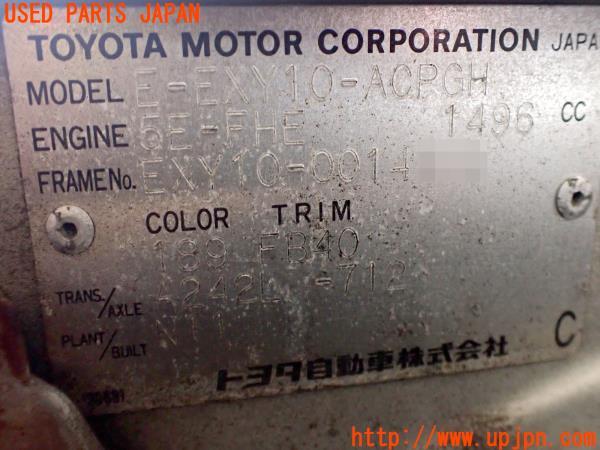 USED PARTS JAPAN
TOYOTA MOTOR CORPORATION JAPAN
MODEL E-EXY10-ACPGH
ENGINE 5E-FHE 1496 CC
FRAME No. EXY10-0014
COLOR TRIM
189 FB40
TRANS./AXLE A242L -712
PLANT/BUILT C
トヨタ自動車株式会社
http://www.upjpn.com